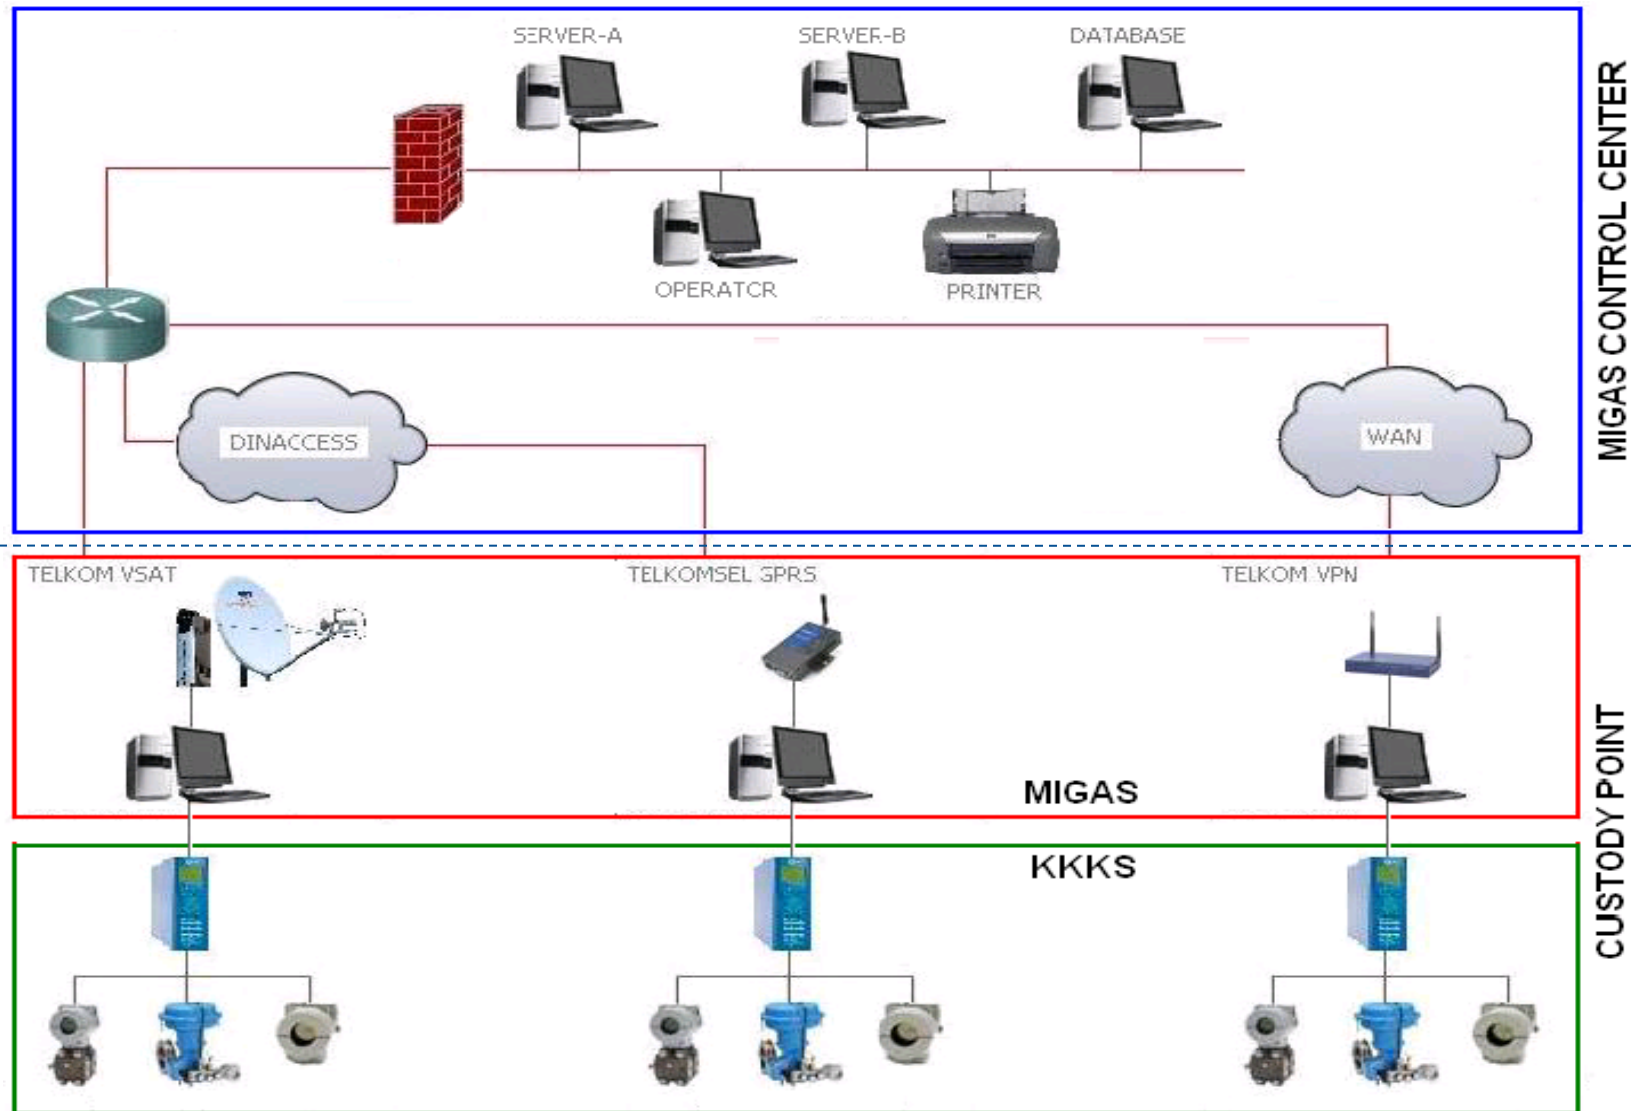 SERVER-A
SERVER-B
DATABASE
OPERATOR
PRINTER
DINACCESS
WAN
MIGAS CONTROL CENTER
TELKOM VSAT
TELKOMSEL GPRS
TELKOM VPN
MIGAS
KKKS
CUSTODY POINT